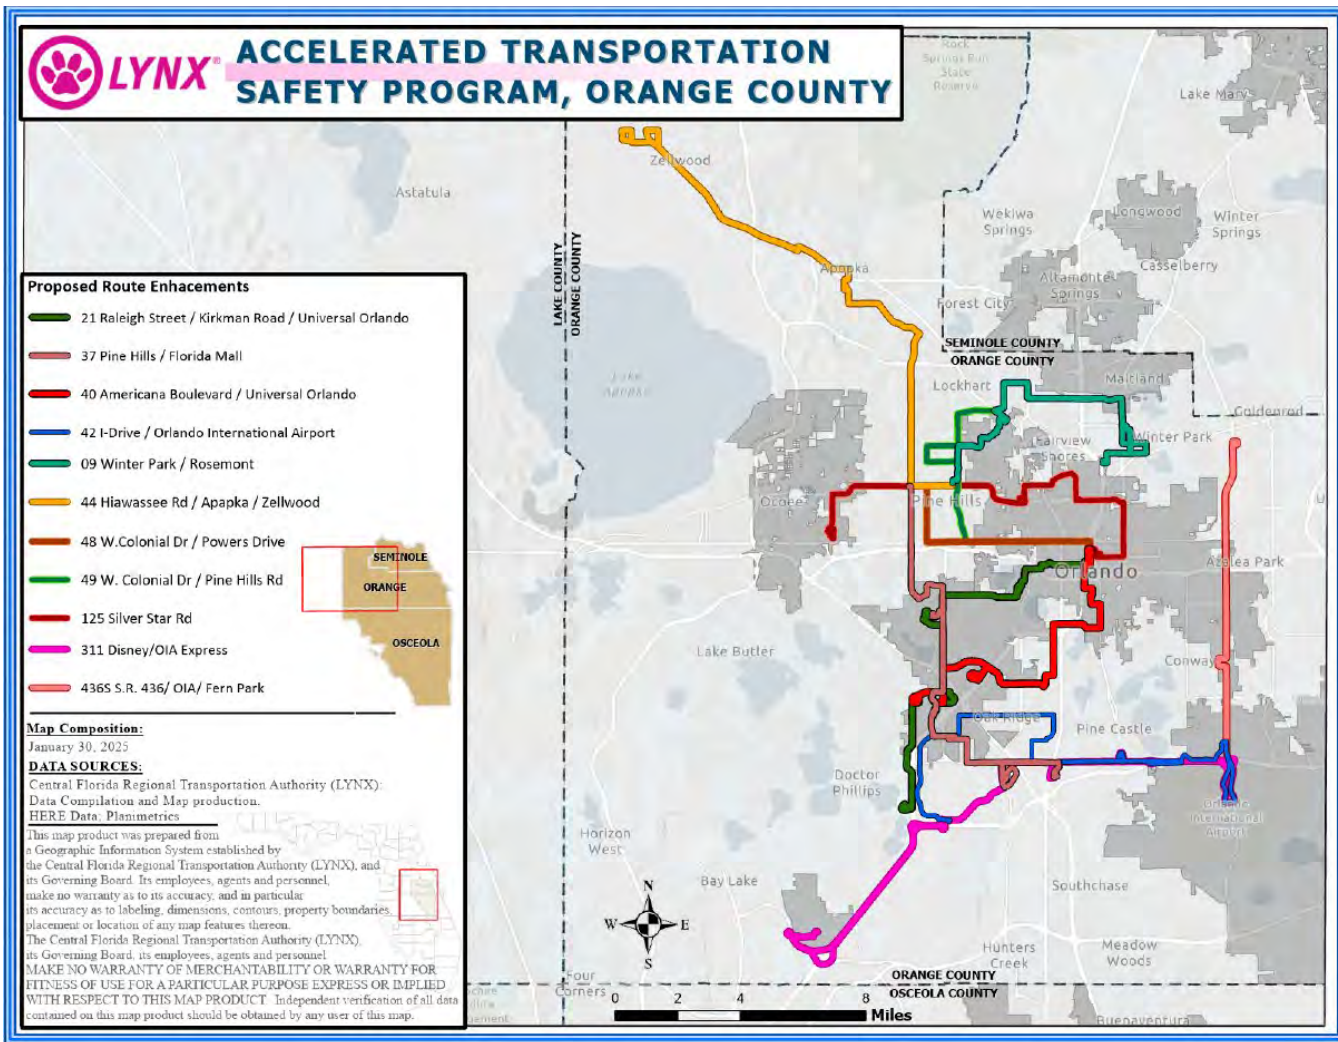 LYNX®
ACCELERATED TRANSPORTATION
SAFETY PROGRAM, ORANGE COUNTY
Rock
Springs Run
State
Reserve
Lake Mary
Zellwood
Astatula
Longwood
Wekiwa
Springs
Winter
Springs
Casselberry
Apopka
Altamonte
Springs
Forest City
LAKE COUNTY
ORANGE COUNTY
SEMINOLE COUNTY
ORANGE COUNTY
Lake
Apopka
Lockhart
Maitland
Goldenrod
Fairview
Shores
Winter Park
Ocoee
Pine Hills
Orlando
Azalea Park
Lake Butler
Conway
Oak Ridge
Pine Castle
Doctor
Phillips
Orlando
International
Airport
Horizon
West
Bay Lake
Southchase
Hunters
Creek
Meadow
Woods
Four
Corners
ORANGE COUNTY
OSCEOLA COUNTY
Buenaventura
N
W
E
S
0 2 4 8
Miles
Proposed Route Enhacements
21 Raleigh Street / Kirkman Road / Universal Orlando
37 Pine Hills / Florida Mall
40 Americana Boulevard / Universal Orlando
42 I-Drive / Orlando International Airport
09 Winter Park / Rosemont
44 Hiawassee Rd / Apapka / Zellwood
48 W.Colonial Dr / Powers Drive
49 W. Colonial Dr / Pine Hills Rd
125 Silver Star Rd
311 Disney/OIA Express
436S S.R. 436/ OIA/ Fern Park
SEMINOLE
ORANGE
OSCEOLA
Map Composition:
January 30, 2025
DATA SOURCES:
Central Florida Regional Transportation Authority (LYNX):
Data Compilation and Map production.
HERE Data: Planimetrics
This map product was prepared from
a Geographic Information System established by
the Central Florida Regional Transportation Authority (LYNX), and
its Governing Board. Its employees, agents and personnel,
make no warranty as to its accuracy, and in particular
its accuracy as to labeling, dimensions, contours, property boundaries,
placement or location of any map features thereon.
The Central Florida Regional Transportation Authority (LYNX),
its Governing Board, its employees, agents and personnel
MAKE NO WARRANTY OF MERCHANTABILITY OR WARRANTY FOR
FITNESS OF USE FOR A PARTICULAR PURPOSE EXPRESS OR IMPLIED
WITH RESPECT TO THIS MAP PRODUCT. Independent verification of all data
contained on this map product should be obtained by any user of this map.